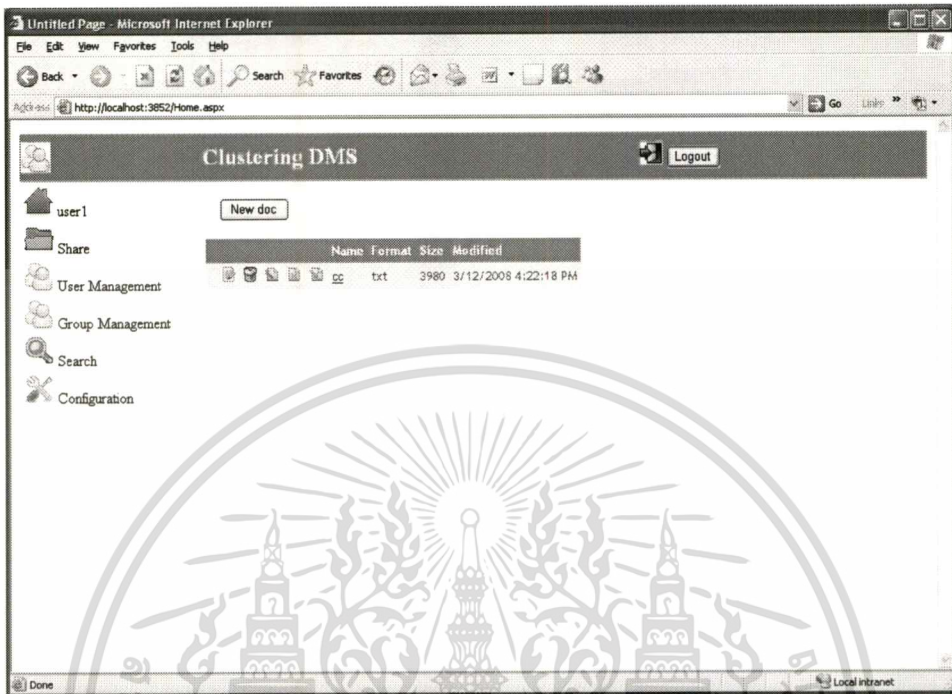 Untitled Page - Microsoft Internet Explorer
File Edit View Favorites Tools Help
Back Search Favorites
Address http://localhost:3852/Home.aspx Go Links »
Clustering DMS Logout
user1
New doc
Share
Name Format Size Modified
cc txt 3980 3/12/2008 4:22:18 PM
User Management
Group Management
Search
Configuration
Done Local intranet